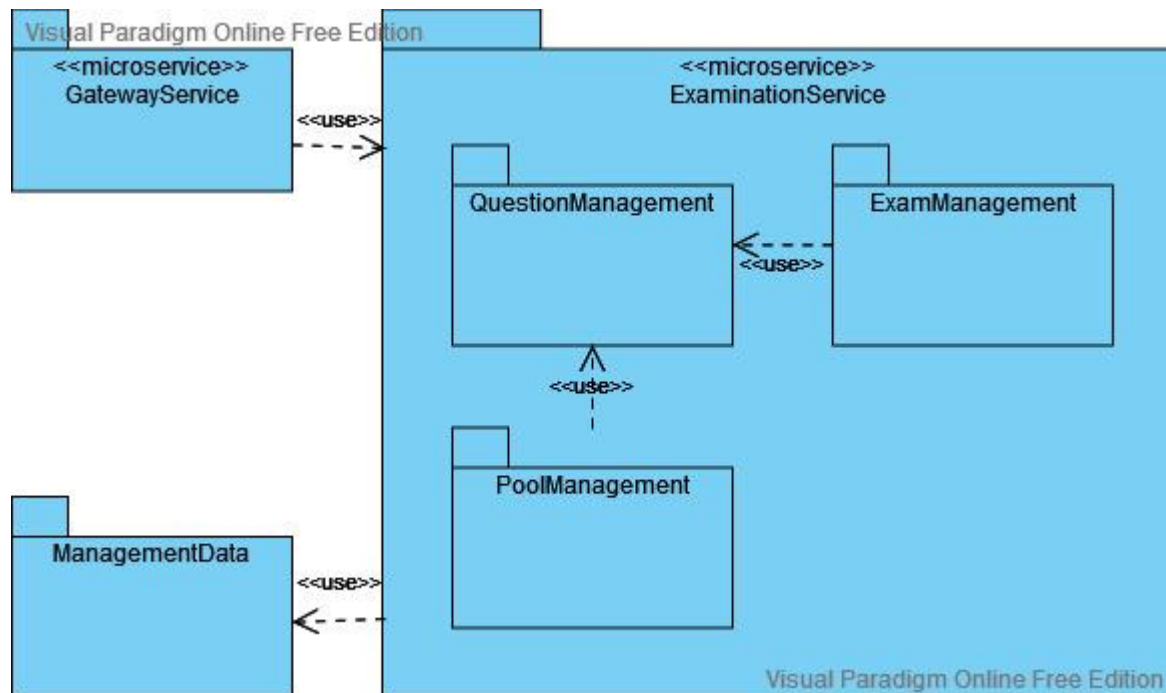 Visual Paradigm Online Free Edition
<<microservice>>
GatewayService
<<use>>
<<microservice>>
ExaminationService
QuestionManagement
ExamManagement
<<use>>
<<use>>
PoolManagement
ManagementData
<<use>>
Visual Paradigm Online Free Edition